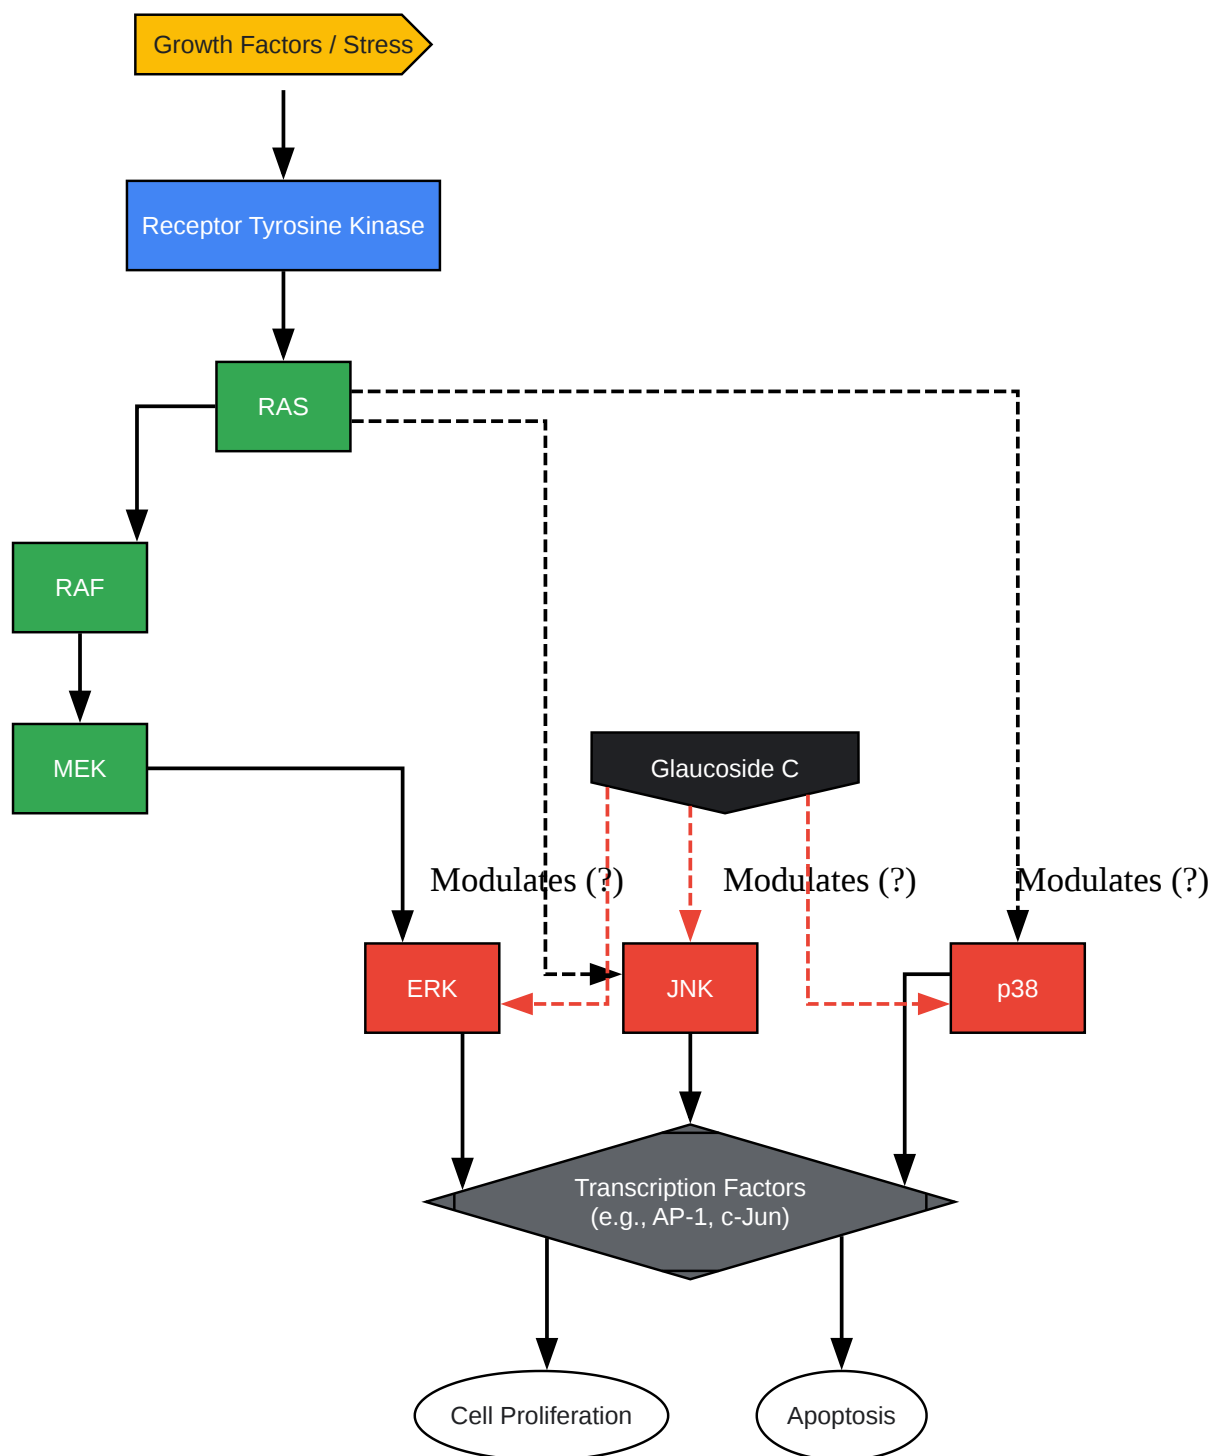 Growth Factors / Stress
Receptor Tyrosine Kinase
RAS
RAF
MEK
Glaucoside C
Modulates (?)
Modulates (?)
Modulates (?)
ERK
JNK
p38
Transcription Factors
(e.g., AP-1, c-Jun)
Cell Proliferation
Apoptosis